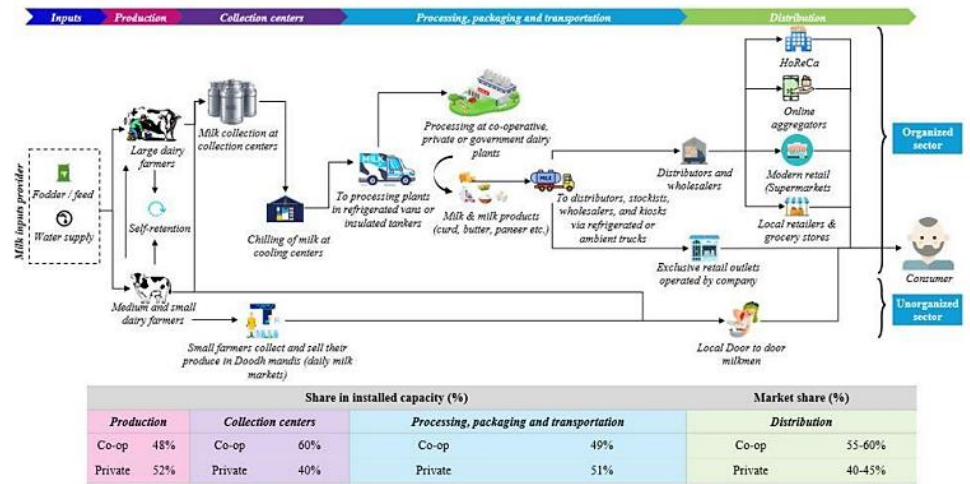 Inputs
Production
Collection centers
Processing, packaging and transportation
Distribution
Milk inputs provider
Fodder / feed
Water supply
Large dairy
farmers
Self-retention
Medium and small
dairy farmers
Milk collection at
collection centers
Chilling of milk at
cooling centers
Small farmers collect and sell their
produce in Doodh mandis (daily milk
markets)
MILK
To processing plants
in refrigerated vans or
insulated tankers
Processing at co-operative,
private or government dairy
plants
Milk & milk products
(curd, butter, paneer etc.)
MILK
To distributors, stockists,
wholesalers, and kiosks
via refrigerated or
ambient trucks
Distributors and
wholesalers
Exclusive retail outlets
operated by company
Local Door to door
milkmen
HoReCa
Online
aggregators
Modern retail
(Supermarkets
Local retailers &
grocery stores
Organized
sector
Consumer
Unorganized
sector
Share in installed capacity (%)
Market share (%)
Production
Collection centers
Processing, packaging and transportation
Distribution
Co-op 48% Co-op 60% Co-op 49% Co-op 55-60%
Private 52% Private 40% Private 51% Private 40-45%